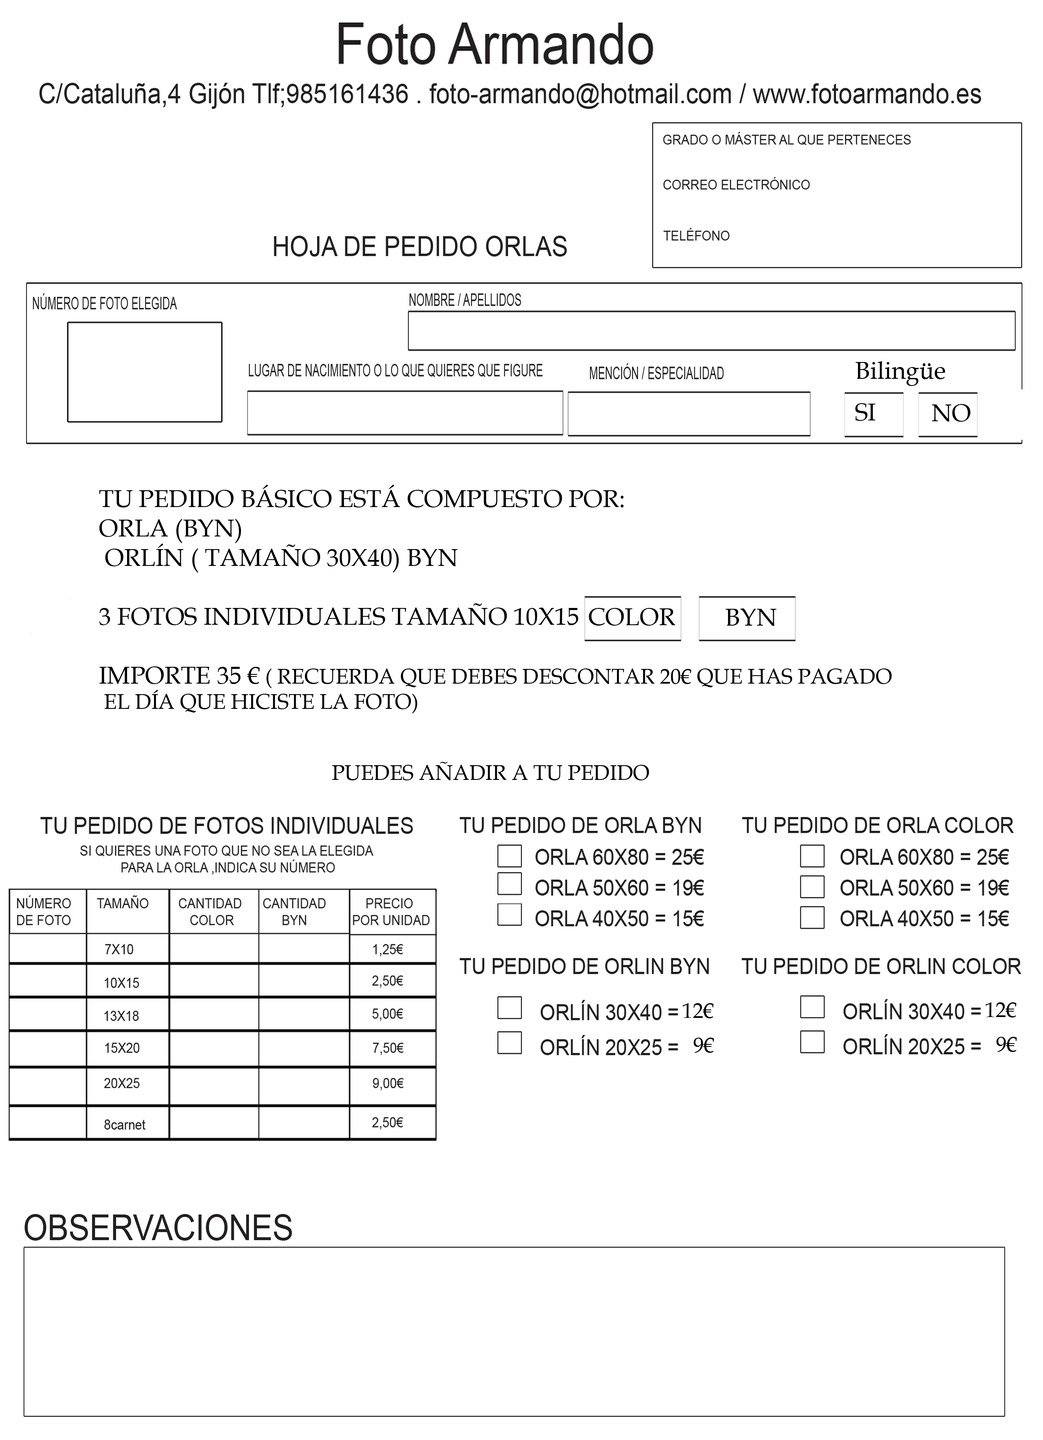 Foto Armando
C/Cataluña,4 Gijón Tlf;985161436 . foto-armando@hotmail.com / www.fotoarmando.es
GRADO O MÁSTER AL QUE PERTENECES
CORREO ELECTRÓNICO
TELÉFONO
HOJA DE PEDIDO ORLAS
NÚMERO DE FOTO ELEGIDA
NOMBRE / APELLIDOS
LUGAR DE NACIMIENTO O LO QUE QUIERES QUE FIGURE
MENCIÓN / ESPECIALIDAD
Bilingüe
SI NO
TU PEDIDO BÁSICO ESTÁ COMPUESTO POR:
ORLA (BYN)
ORLÍN ( TAMAÑO 30X40) BYN
3 FOTOS INDIVIDUALES TAMAÑO 10X15 COLOR BYN
IMPORTE 35 € ( RECUERDA QUE DEBES DESCONTAR 20€ QUE HAS PAGADO
EL DÍA QUE HICISTE LA FOTO)
PUEDES AÑADIR A TU PEDIDO
TU PEDIDO DE FOTOS INDIVIDUALES
SI QUIERES UNA FOTO QUE NO SEA LA ELEGIDA
PARA LA ORLA ,INDICA SU NÚMERO
NÚMERO TAMAÑO CANTIDAD CANTIDAD PRECIO
DE FOTO COLOR BYN POR UNIDAD
7X10 1,25€
10X15 2,50€
13X18 5,00€
15X20 7,50€
20X25 9,00€
8carnet 2,50€
TU PEDIDO DE ORLA BYN
ORLA 60X80 = 25€
ORLA 50X60 = 19€
ORLA 40X50 = 15€
TU PEDIDO DE ORLIN BYN
ORLÍN 30X40 = 12€
ORLÍN 20X25 = 9€
TU PEDIDO DE ORLA COLOR
ORLA 60X80 = 25€
ORLA 50X60 = 19€
ORLA 40X50 = 15€
TU PEDIDO DE ORLIN COLOR
ORLÍN 30X40 = 12€
ORLÍN 20X25 = 9€
OBSERVACIONES